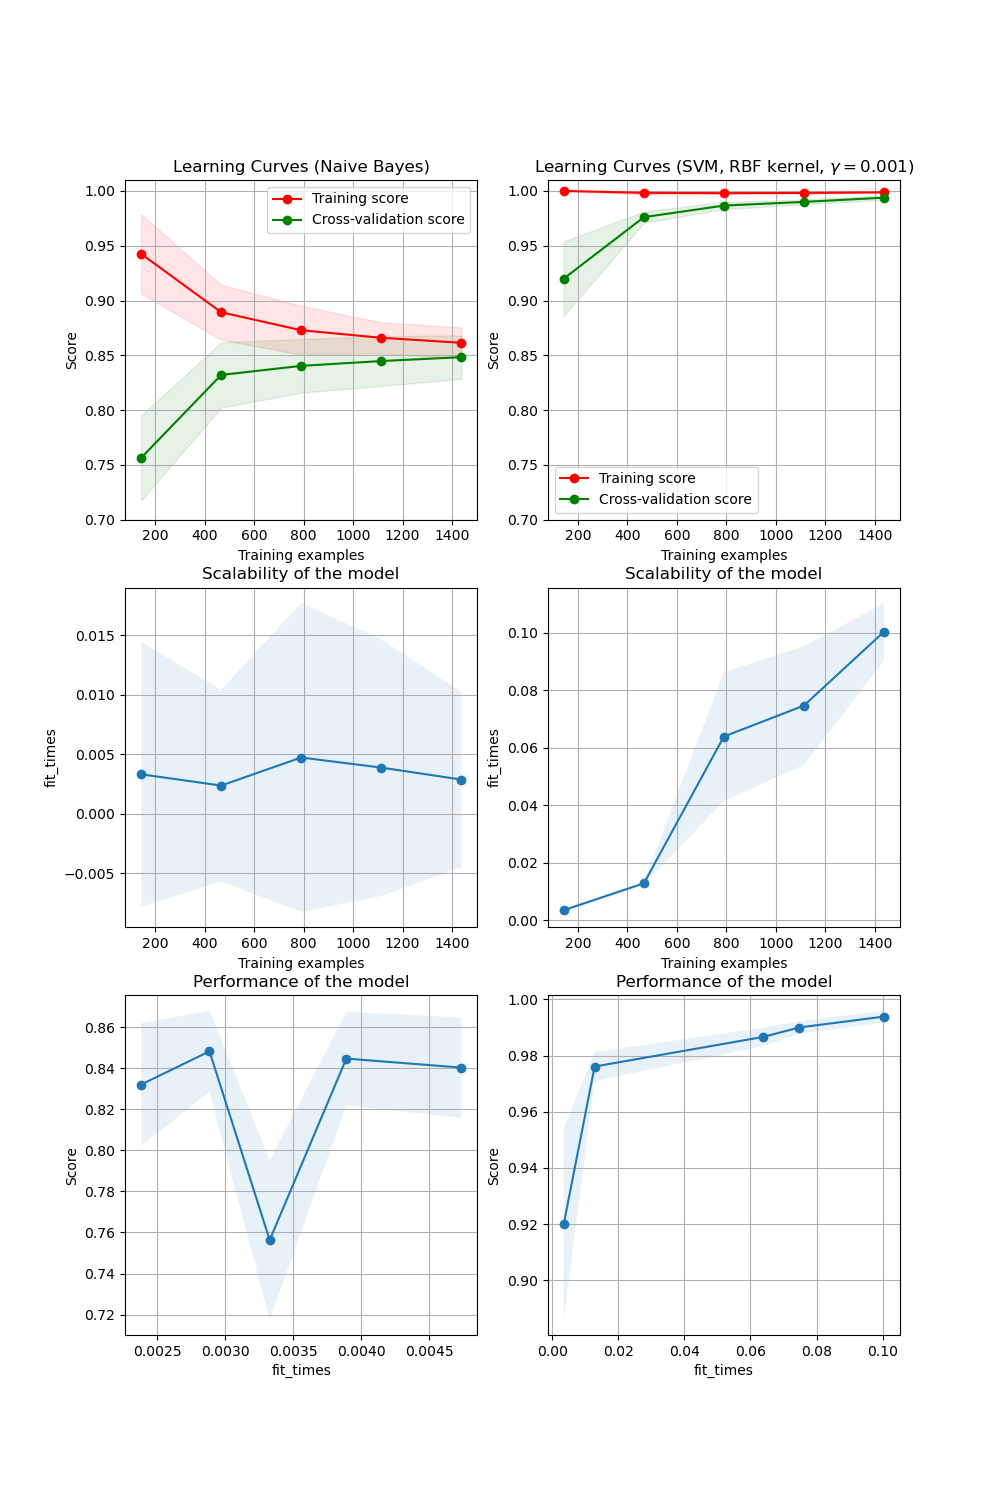 Learning Curves (Naive Bayes)
1.00
0.95
0.90
0.85
0.80
0.75
0.70
Score
Training score
Cross-validation score
200 400 600 800 1000 1200 1400
Training examples
Learning Curves (SVM, RBF kernel, γ = 0.001)
1.00
0.95
0.90
0.85
0.80
0.75
0.70
Score
Training score
Cross-validation score
200 400 600 800 1000 1200 1400
Training examples
Scalability of the model
0.015
0.010
0.005
0.000
−0.005
fit_times
200 400 600 800 1000 1200 1400
Training examples
Scalability of the model
0.10
0.08
0.06
0.04
0.02
0.00
fit_times
200 400 600 800 1000 1200 1400
Training examples
Performance of the model
0.86
0.84
0.82
0.80
0.78
0.76
0.74
0.72
Score
0.0025 0.0030 0.0035 0.0040 0.0045
fit_times
Performance of the model
1.00
0.98
0.96
0.94
0.92
0.90
Score
0.00 0.02 0.04 0.06 0.08 0.10
fit_times